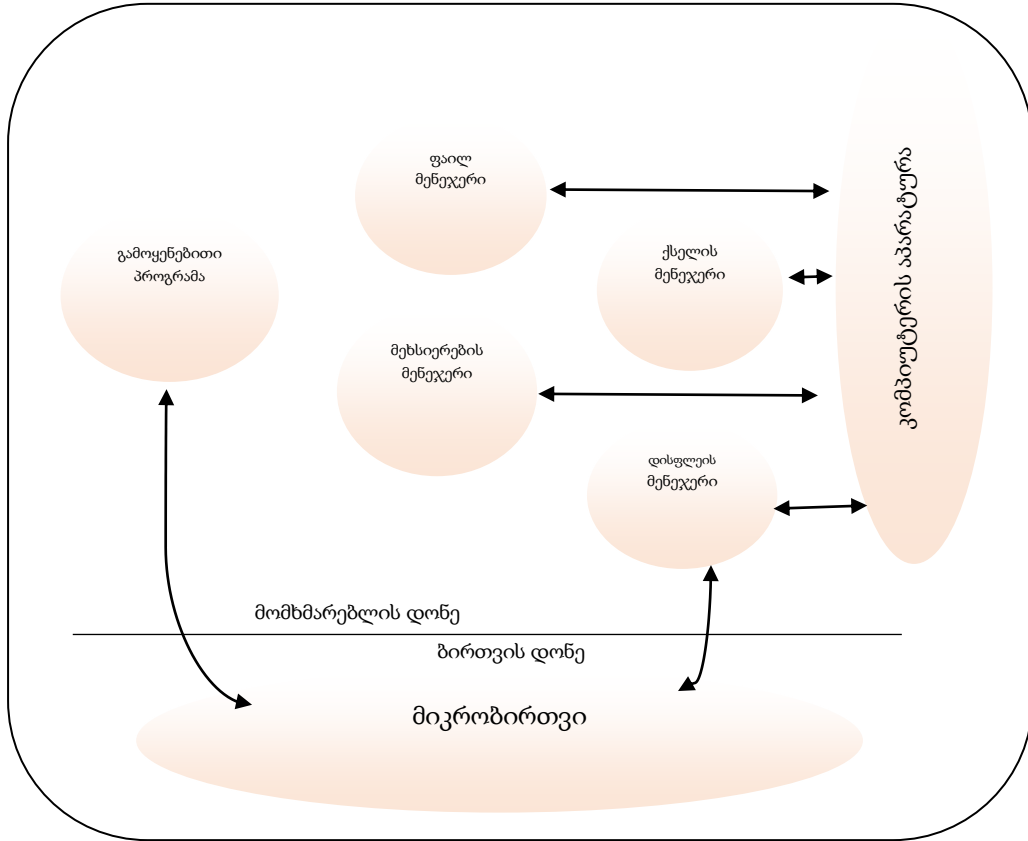 ფაილ
მენეჯერი
გამოყენებითი
პროგრამა
ქსელის
მენეჯერი
კომპიუტერის აპარატურა
მეხსიერების
მენეჯერი
დისფლეის
მენეჯერი
მომხმარებლის დონე
ბირთვის დონე
მიკრობირთვი